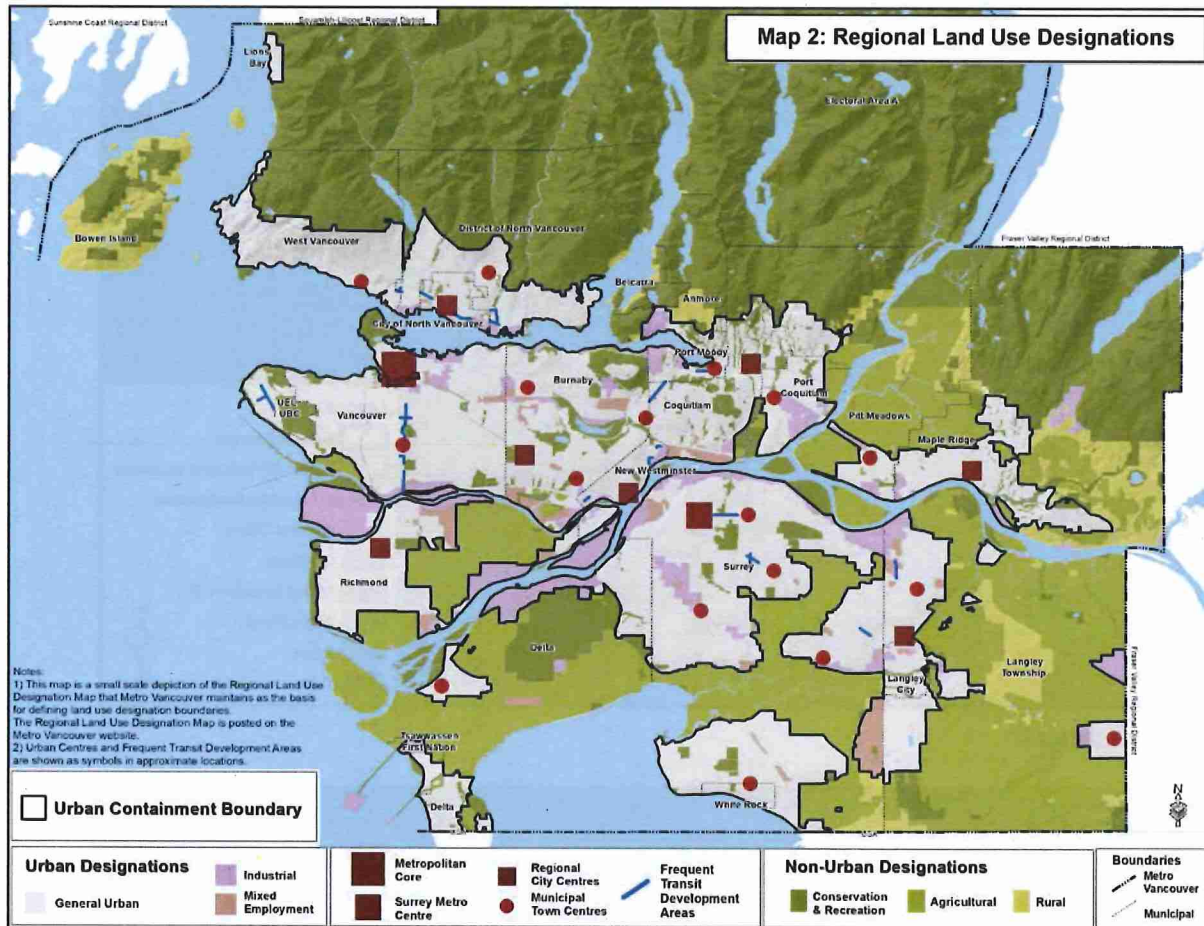 Sunshine Coast Regional District
Squamish-Lillooet Regional District
Map 2: Regional Land Use Designations
Lions
Bay
Electoral Area A
Bowen Island
West Vancouver
District of North Vancouver
Fraser Valley Regional District
Belcarra
Anmore
City of North Vancouver
Port Moody
Burnaby
Port
Coquitlam
UEL
UBC
Vancouver
Coquitlam
Pitt Meadows
Maple Ridge
New Westminster
Surrey
Richmond
Delta
Langley
Township
Langley
City
Fraser Valley Regional District
Notes:
1) This map is a small scale depiction of the Regional Land Use
Designation Map that Metro Vancouver maintains as the basis
for defining land use designation boundaries.
The Regional Land Use Designation Map is posted on the
Metro Vancouver website.
2) Urban Centres and Frequent Transit Development Areas
are shown as symbols in approximate locations.
Tsawwassen
First Nation
Delta
White Rock
USA
N
Urban Containment Boundary
Urban Designations
General Urban
Industrial
Mixed
Employment
Metropolitan
Core
Surrey Metro
Centre
Regional
City Centres
Municipal
Town Centres
Frequent
Transit
Development
Areas
Non-Urban Designations
Conservation
& Recreation
Agricultural
Rural
Boundaries
Metro
Vancouver
Municipal